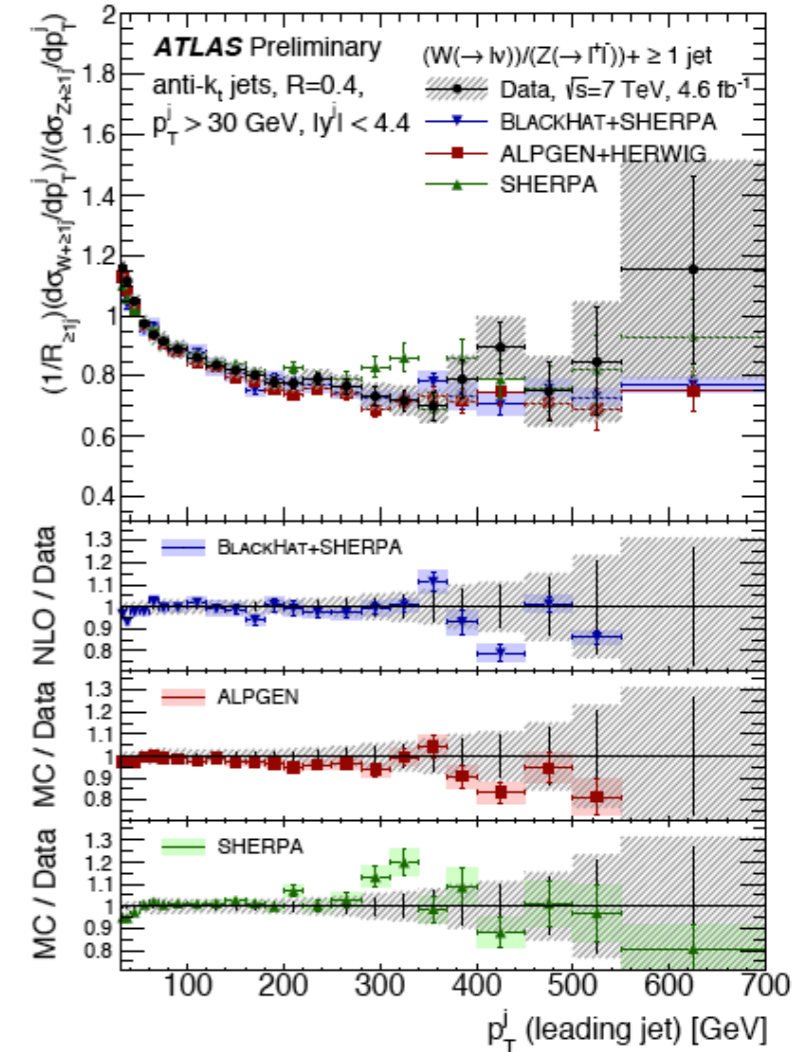 ATLAS Preliminary
anti-kₜ jets, R=0.4,
p_T^j > 30 GeV, |y^j| < 4.4
(W(→ lν))/(Z(→ l⁺l⁻))+ ≥ 1 jet
Data, √s=7 TeV, 4.6 fb⁻¹
BLACKHAT+SHERPA
ALPGEN+HERWIG
SHERPA
(1/R_≥1j)(dσ_W+≥1j/dp_T^j)/(dσ_Z+≥1j/dp_T^j)
2
1.8
1.6
1.4
1.2
1
0.8
0.6
0.4
NLO / Data
BLACKHAT+SHERPA
1.3
1.2
1.1
1
0.9
0.8
MC / Data
ALPGEN
1.3
1.2
1.1
1
0.9
0.8
MC / Data
SHERPA
1.3
1.2
1.1
1
0.9
0.8
100 200 300 400 500 600 700
p_T^j (leading jet) [GeV]